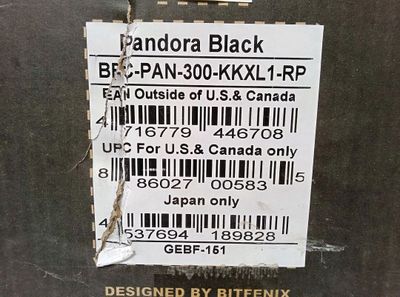 Pandora Black
BFC-PAN-300-KKXL1-RP
EAN Outside of U.S.& Canada
4 716779 446708
UPC For U.S.& Canada only
8 86027 00583 5
Japan only
4 537694 189828
GEBF-151
DESIGNED BY BITFENIX